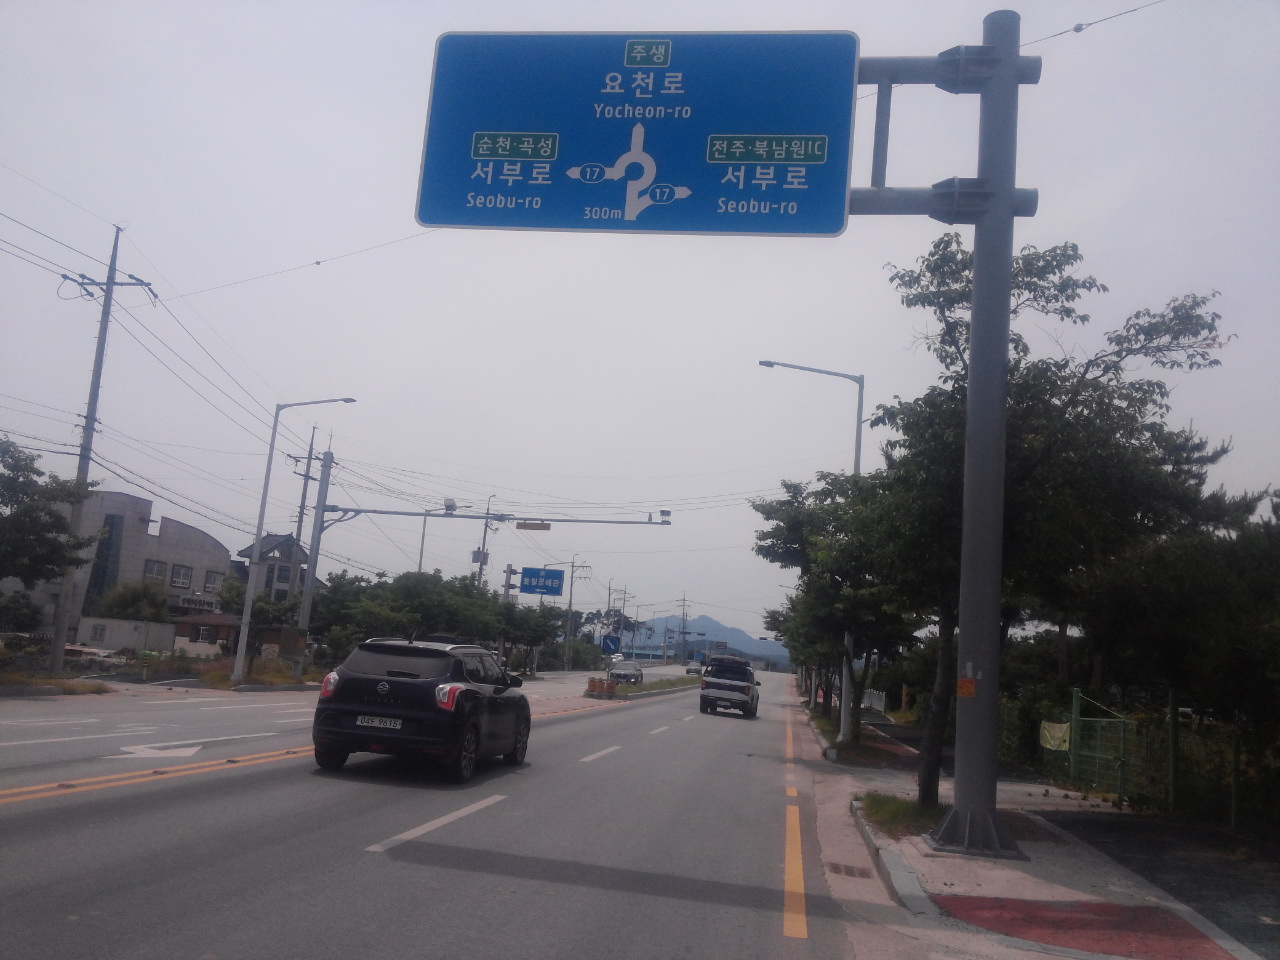 주생
요천로
Yocheon-ro
순천·곡성
서부로
Seobu-ro
17
전주·북남원IC
서부로
Seobu-ro
17
300m